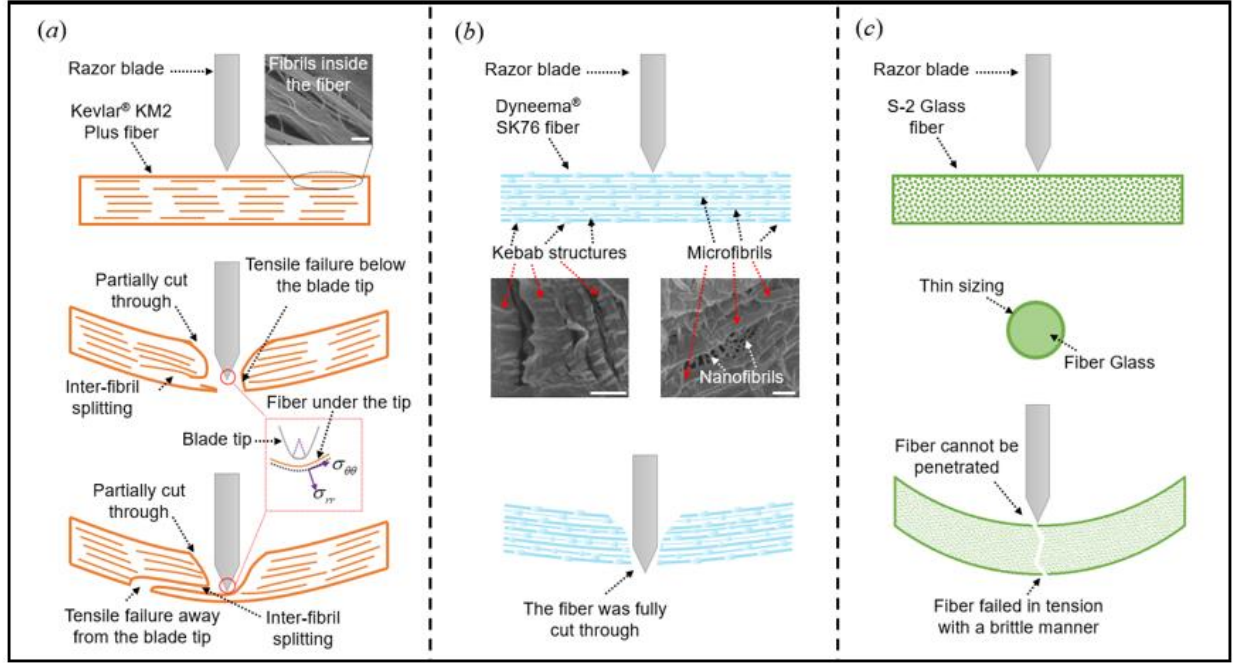 (a)
Razor blade
Fibrils inside
the fiber
Kevlar® KM2
Plus fiber
Partially cut
through
Tensile failure below
the blade tip
Inter-fibril
splitting
Fiber under the tip
Blade tip
σθθ
σrr
Partially cut
through
Tensile failure away
from the blade tip
Inter-fibril
splitting
(b)
Razor blade
Dyneema®
SK76 fiber
Kebab structures
Microfibrils
Nanofibrils
The fiber was fully
cut through
(c)
Razor blade
S-2 Glass
fiber
Thin sizing
Fiber Glass
Fiber cannot be
penetrated
Fiber failed in tension
with a brittle manner